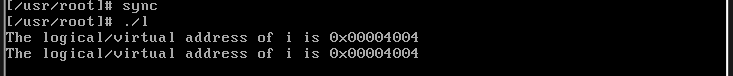 [/usr/root]# sync
[/usr/root]# ./l
The logical/virtual address of i is 0x00004004
The logical/virtual address of i is 0x00004004